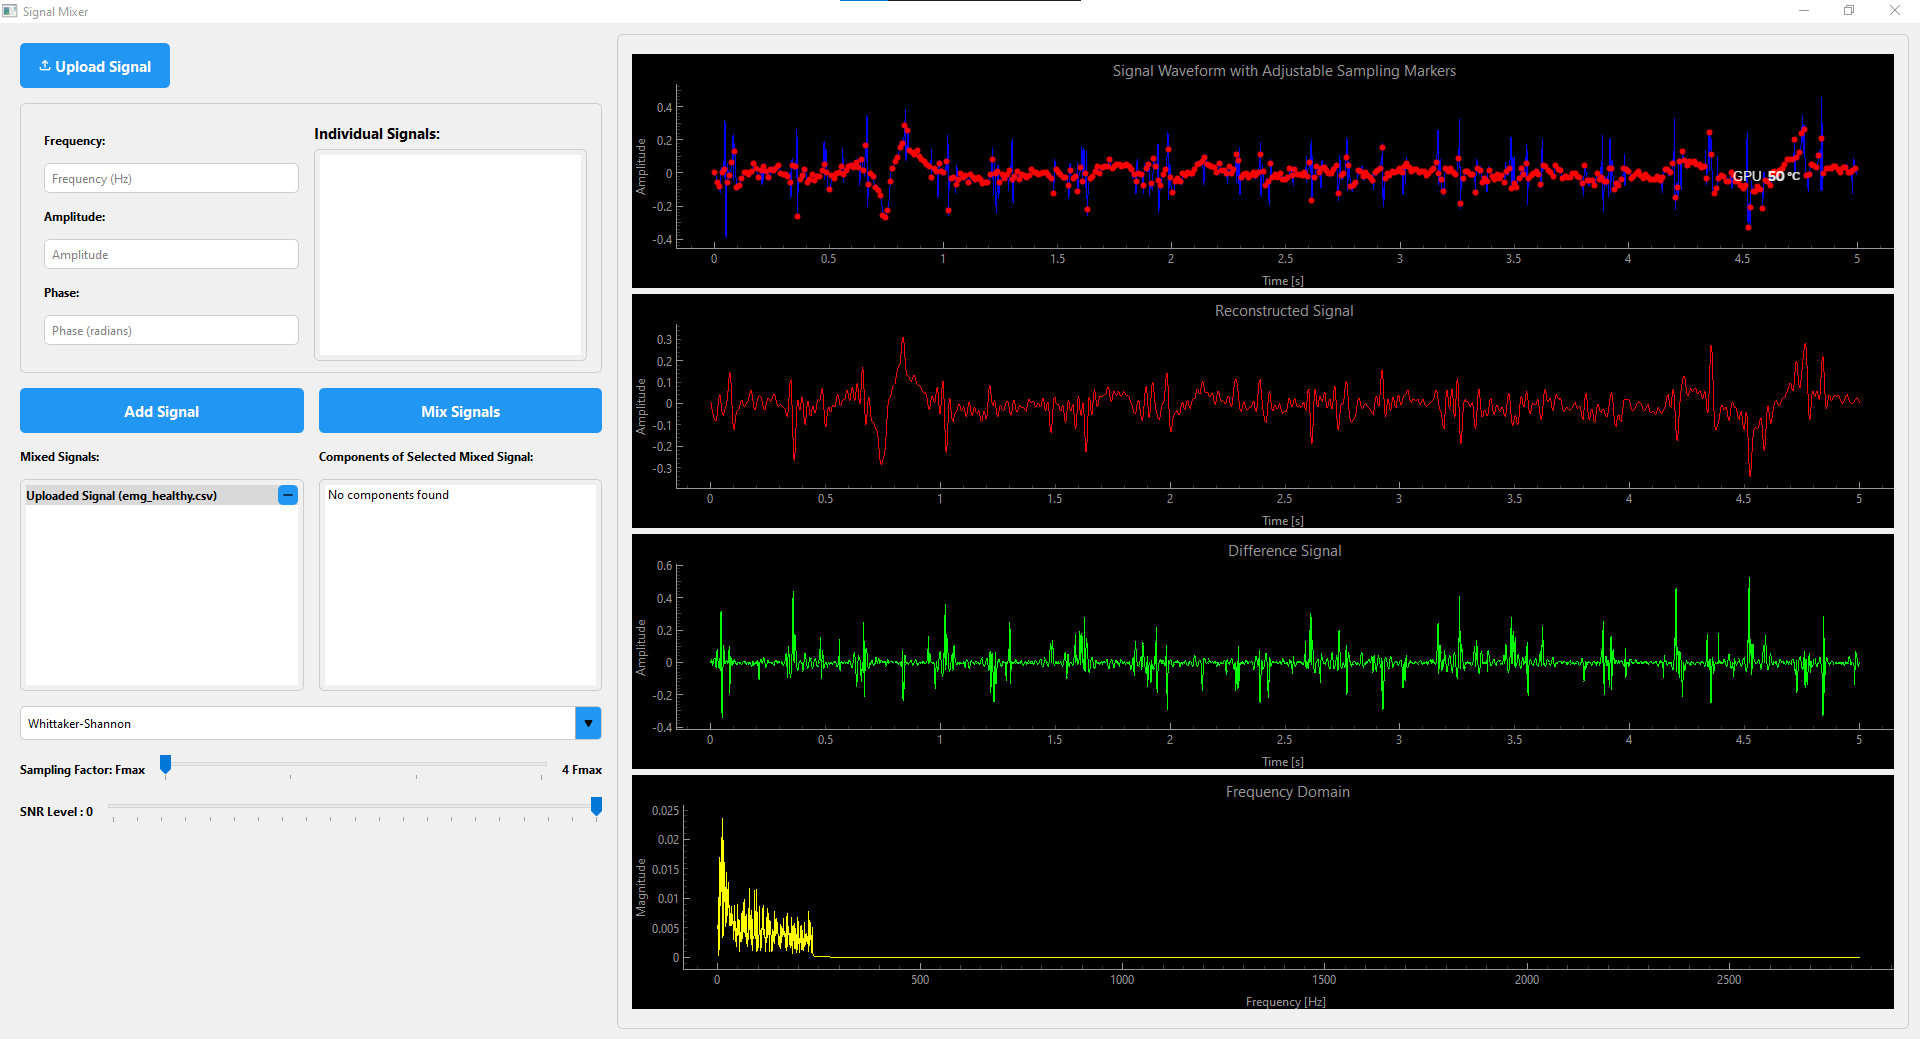 Signal Mixer
Upload Signal
Frequency:
Frequency (Hz)
Amplitude:
Amplitude
Phase:
Phase (radians)
Individual Signals:
Add Signal
Mix Signals
Mixed Signals:
Uploaded Signal (emg_healthy.csv)
Components of Selected Mixed Signal:
No components found
Whittaker-Shannon
Sampling Factor: Fmax
4 Fmax
SNR Level : 0
Signal Waveform with Adjustable Sampling Markers
Amplitude
0.4
0.2
0
-0.2
-0.4
GPU 50 °C
0 0.5 1 1.5 2 2.5 3 3.5 4 4.5 5
Time [s]
Reconstructed Signal
Amplitude
0.3
0.2
0.1
0
-0.1
-0.2
-0.3
0 0.5 1 1.5 2 2.5 3 3.5 4 4.5 5
Time [s]
Difference Signal
Amplitude
0.6
0.4
0.2
0
-0.2
-0.4
0 0.5 1 1.5 2 2.5 3 3.5 4 4.5 5
Time [s]
Frequency Domain
Magnitude
0.025
0.02
0.015
0.01
0.005
0
0 500 1000 1500 2000 2500
Frequency [Hz]